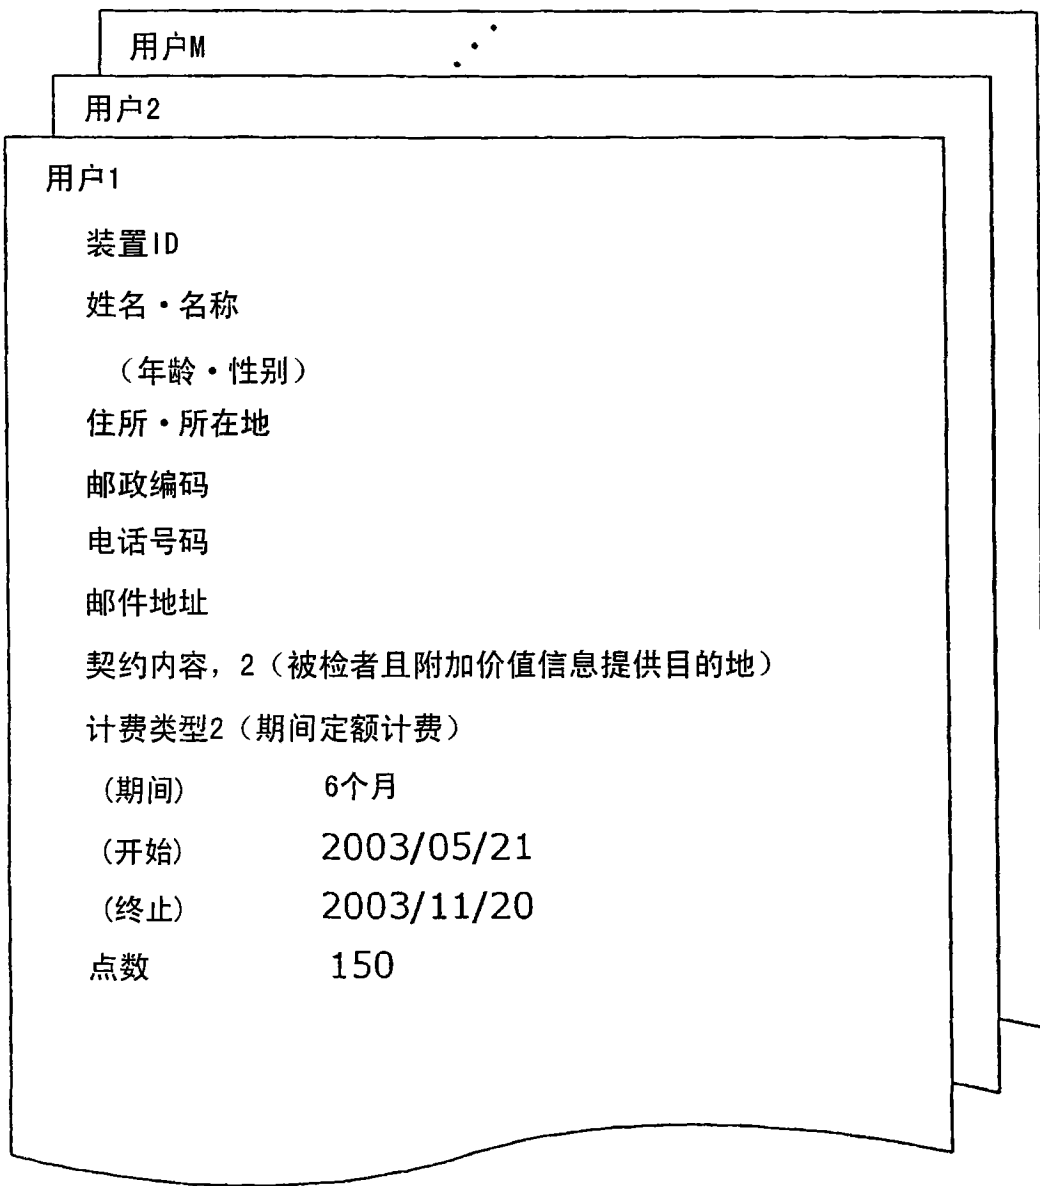 用户M
用户2
用户1
装置ID
姓名・名称
（年龄・性别）
住所・所在地
邮政编码
电话号码
邮件地址
契约内容，2（被检者且附加价值信息提供目的地）
计费类型2（期间定额计费）
(期间) 6个月
(开始) 2003/05/21
(终止) 2003/11/20
点数 150